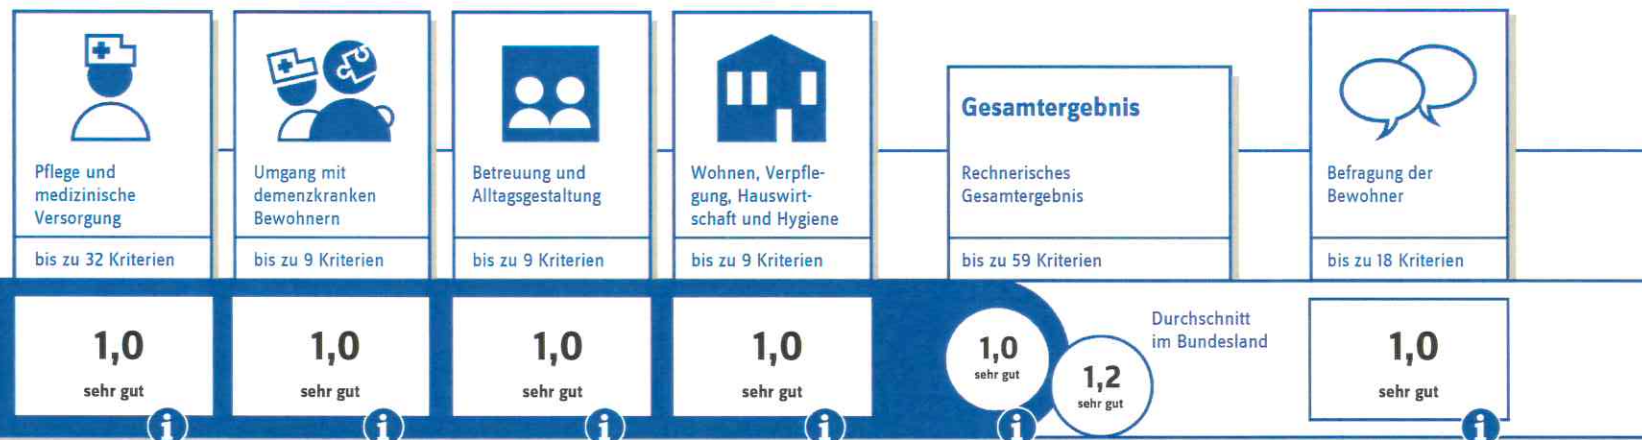 Pflege und
medizinische
Versorgung
bis zu 32 Kriterien
1,0
sehr gut
Umgang mit
demenzkranken
Bewohnern
bis zu 9 Kriterien
1,0
sehr gut
Betreuung und
Alltagsgestaltung
bis zu 9 Kriterien
1,0
sehr gut
Wohnen, Verpfle-
gung, Hauswirt-
schaft und Hygiene
bis zu 9 Kriterien
1,0
sehr gut
Gesamtergebnis
Rechnerisches
Gesamtergebnis
bis zu 59 Kriterien
1,0
sehr gut
Durchschnitt
im Bundesland
1,2
sehr gut
Befragung der
Bewohner
bis zu 18 Kriterien
1,0
sehr gut